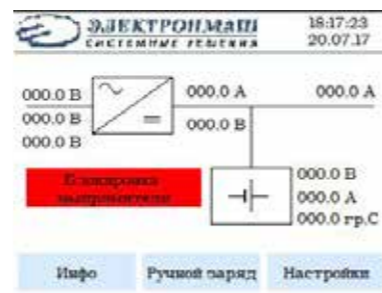 ЭЛЕКТРОНМАШ
СИСТЕМНЫЕ РЕШЕНИЯ
18:17:23
20.07.17
000.0 В
000.0 В
000.0 В
000.0 А
000.0 В
000.0 А
Блокировка
выпрямителя
000.0 В
000.0 А
000.0 гр.С
Инфо
Ручной заряд
Настройки